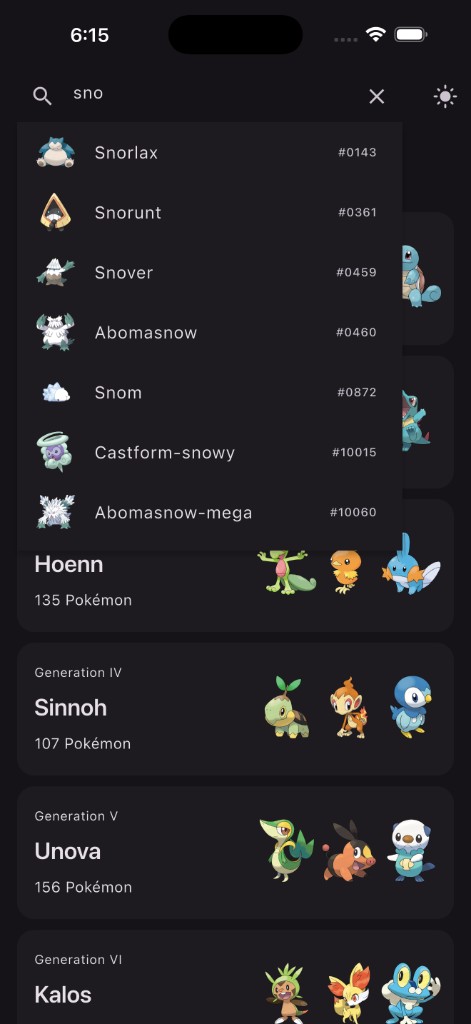 6:15
sno
Snorlax #0143
Snorunt #0361
Snover #0459
Abomasnow #0460
Snom #0872
Castform-snowy #10015
Abomasnow-mega #10060
Hoenn
135 Pokémon
Generation IV
Sinnoh
107 Pokémon
Generation V
Unova
156 Pokémon
Generation VI
Kalos